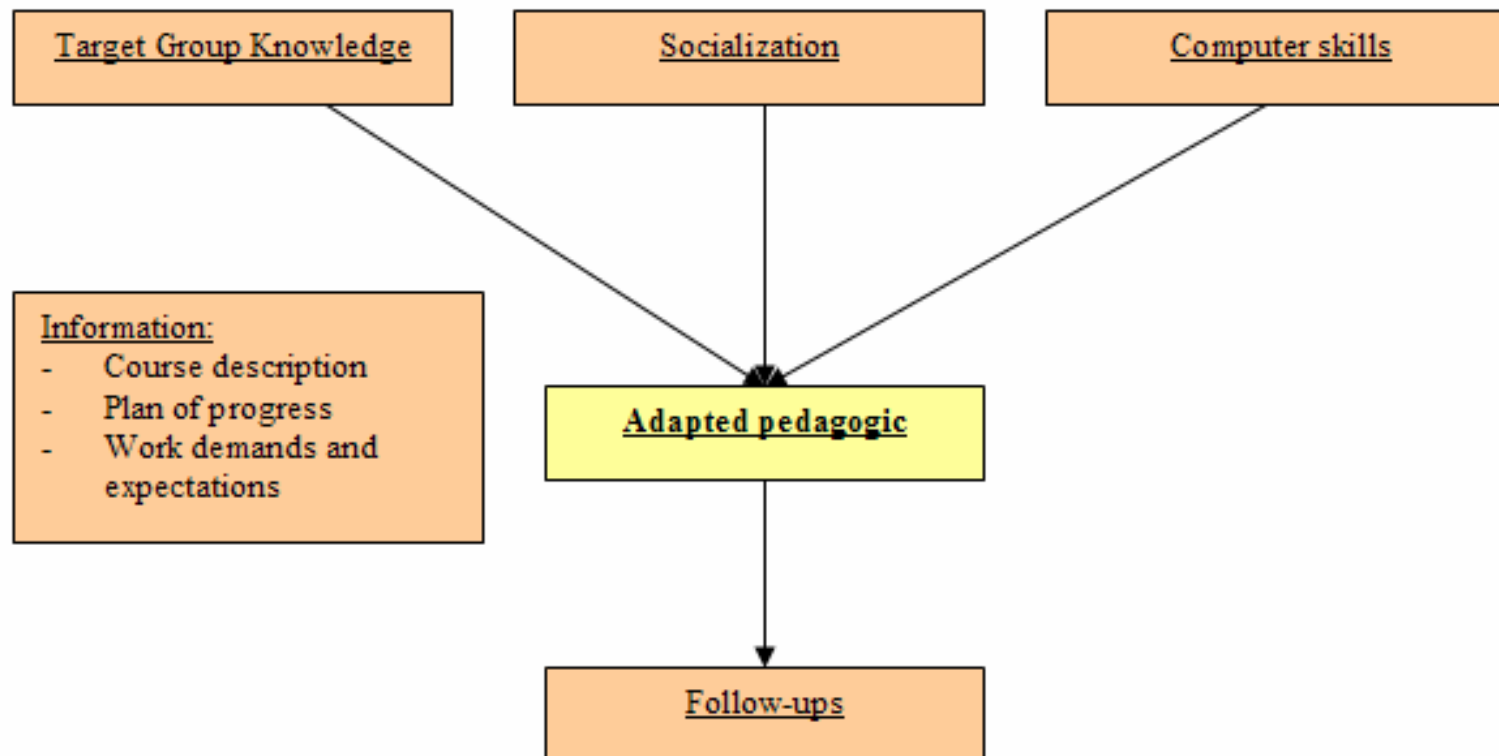 Target Group Knowledge
Socialization
Computer skills
Information:
- Course description
- Plan of progress
- Work demands and
expectations
Adapted pedagogic
Follow-ups